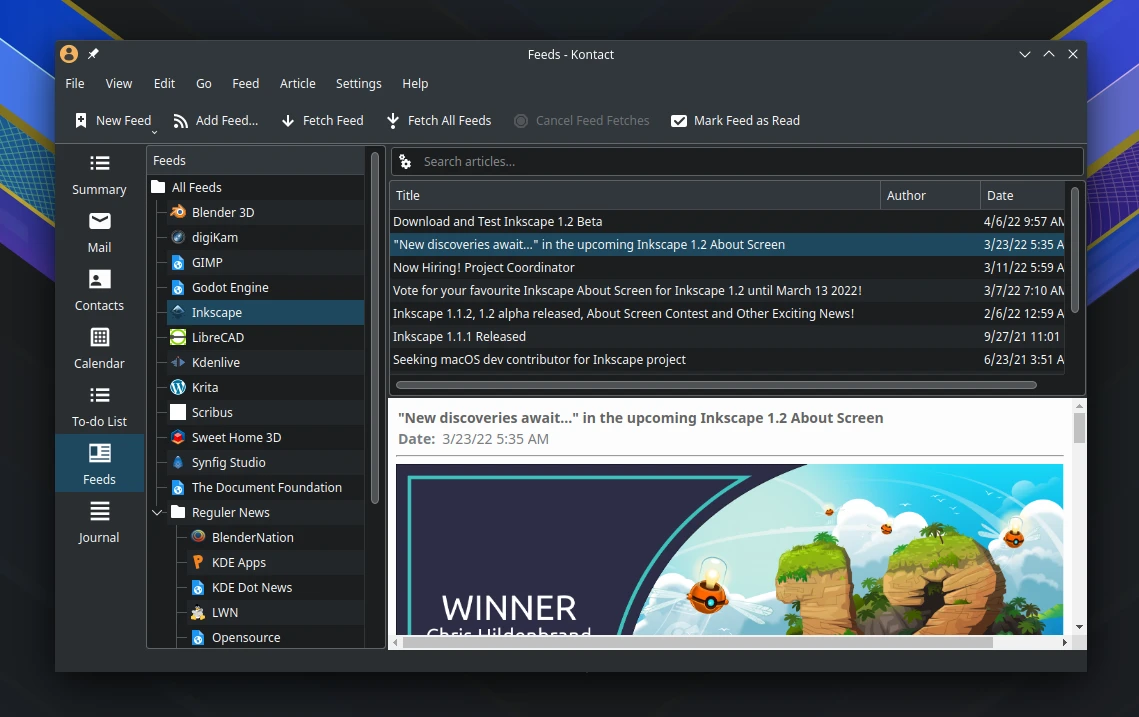 Feeds - Kontact
File View Edit Go Feed Article Settings Help
New Feed Add Feed... Fetch Feed Fetch All Feeds Cancel Feed Fetches Mark Feed as Read
Summary
Mail
Contacts
Calendar
To-do List
Feeds
Journal
Feeds
All Feeds
Blender 3D
digiKam
GIMP
Godot Engine
Inkscape
LibreCAD
Kdenlive
Krita
Scribus
Sweet Home 3D
Synfig Studio
The Document Foundation
Reguler News
BlenderNation
KDE Apps
KDE Dot News
LWN
Opensource
Search articles...
Title Author Date
Download and Test Inkscape 1.2 Beta 4/6/22 9:57 AM
"New discoveries await..." in the upcoming Inkscape 1.2 About Screen 3/23/22 5:35 A
Now Hiring! Project Coordinator 3/11/22 5:59 A
Vote for your favourite Inkscape About Screen for Inkscape 1.2 until March 13 2022! 3/7/22 7:10 AM
Inkscape 1.1.2, 1.2 alpha released, About Screen Contest and Other Exciting News! 2/6/22 12:59 A
Inkscape 1.1.1 Released 9/27/21 11:01
Seeking macOS dev contributor for Inkscape project 6/23/21 3:51 A
"New discoveries await..." in the upcoming Inkscape 1.2 About Screen
Date: 3/23/22 5:35 AM
WINNER
Chris Hildenbrand